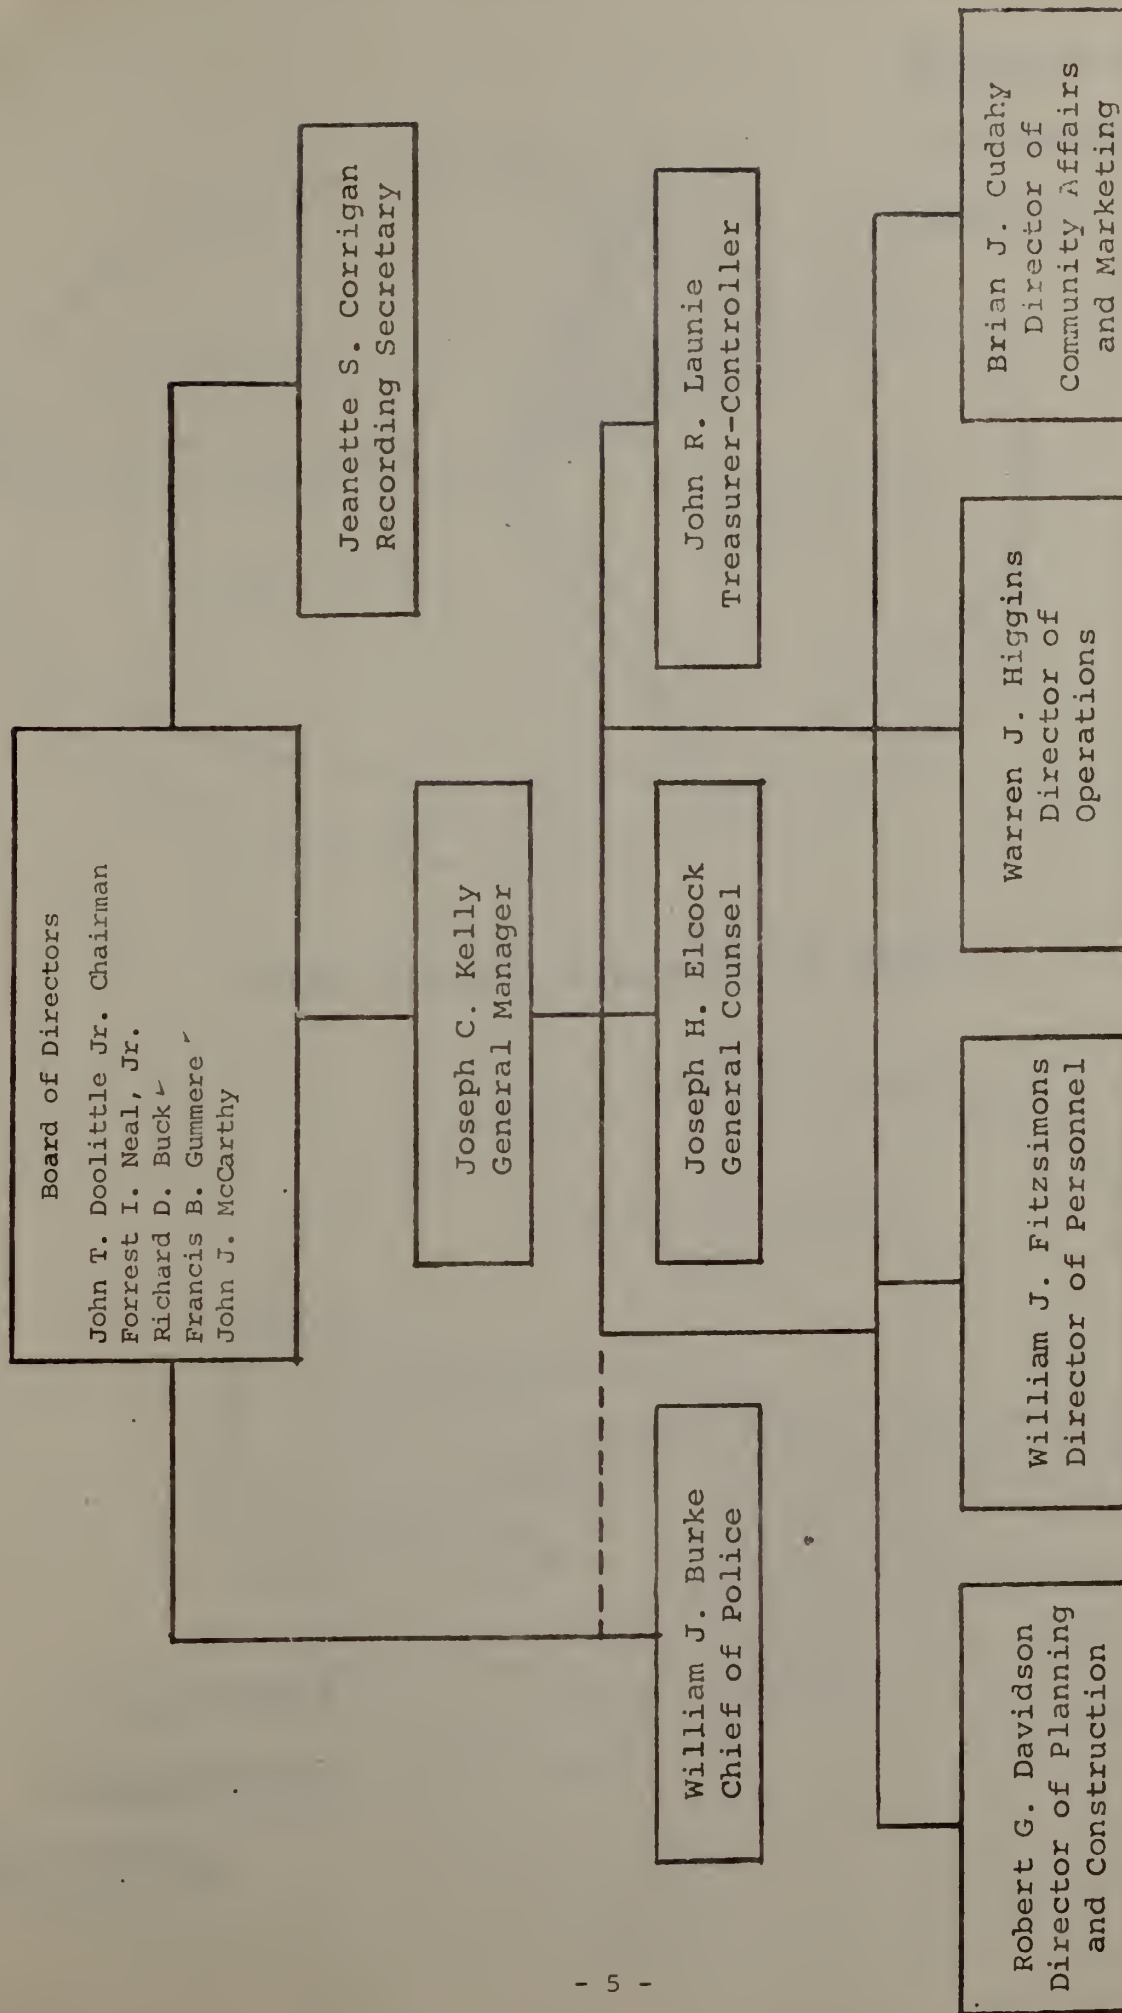 Board of Directors
John T. Doolittle Jr. Chairman
Forrest I. Neal, Jr.
Richard D. Buck
Francis B. Gummere
John J. McCarthy
Jeanette S. Corrigan
Recording Secretary
Joseph C. Kelly
General Manager
William J. Burke
Chief of Police
Joseph H. Elcock
General Counsel
John R. Launie
Treasurer-Controller
Robert G. Davidson
Director of Planning
and Construction
William J. Fitzsimons
Director of Personnel
Warren J. Higgins
Director of
Operations
Brian J. Cudahy
Director of
Community Affairs
and Marketing
- 5 -